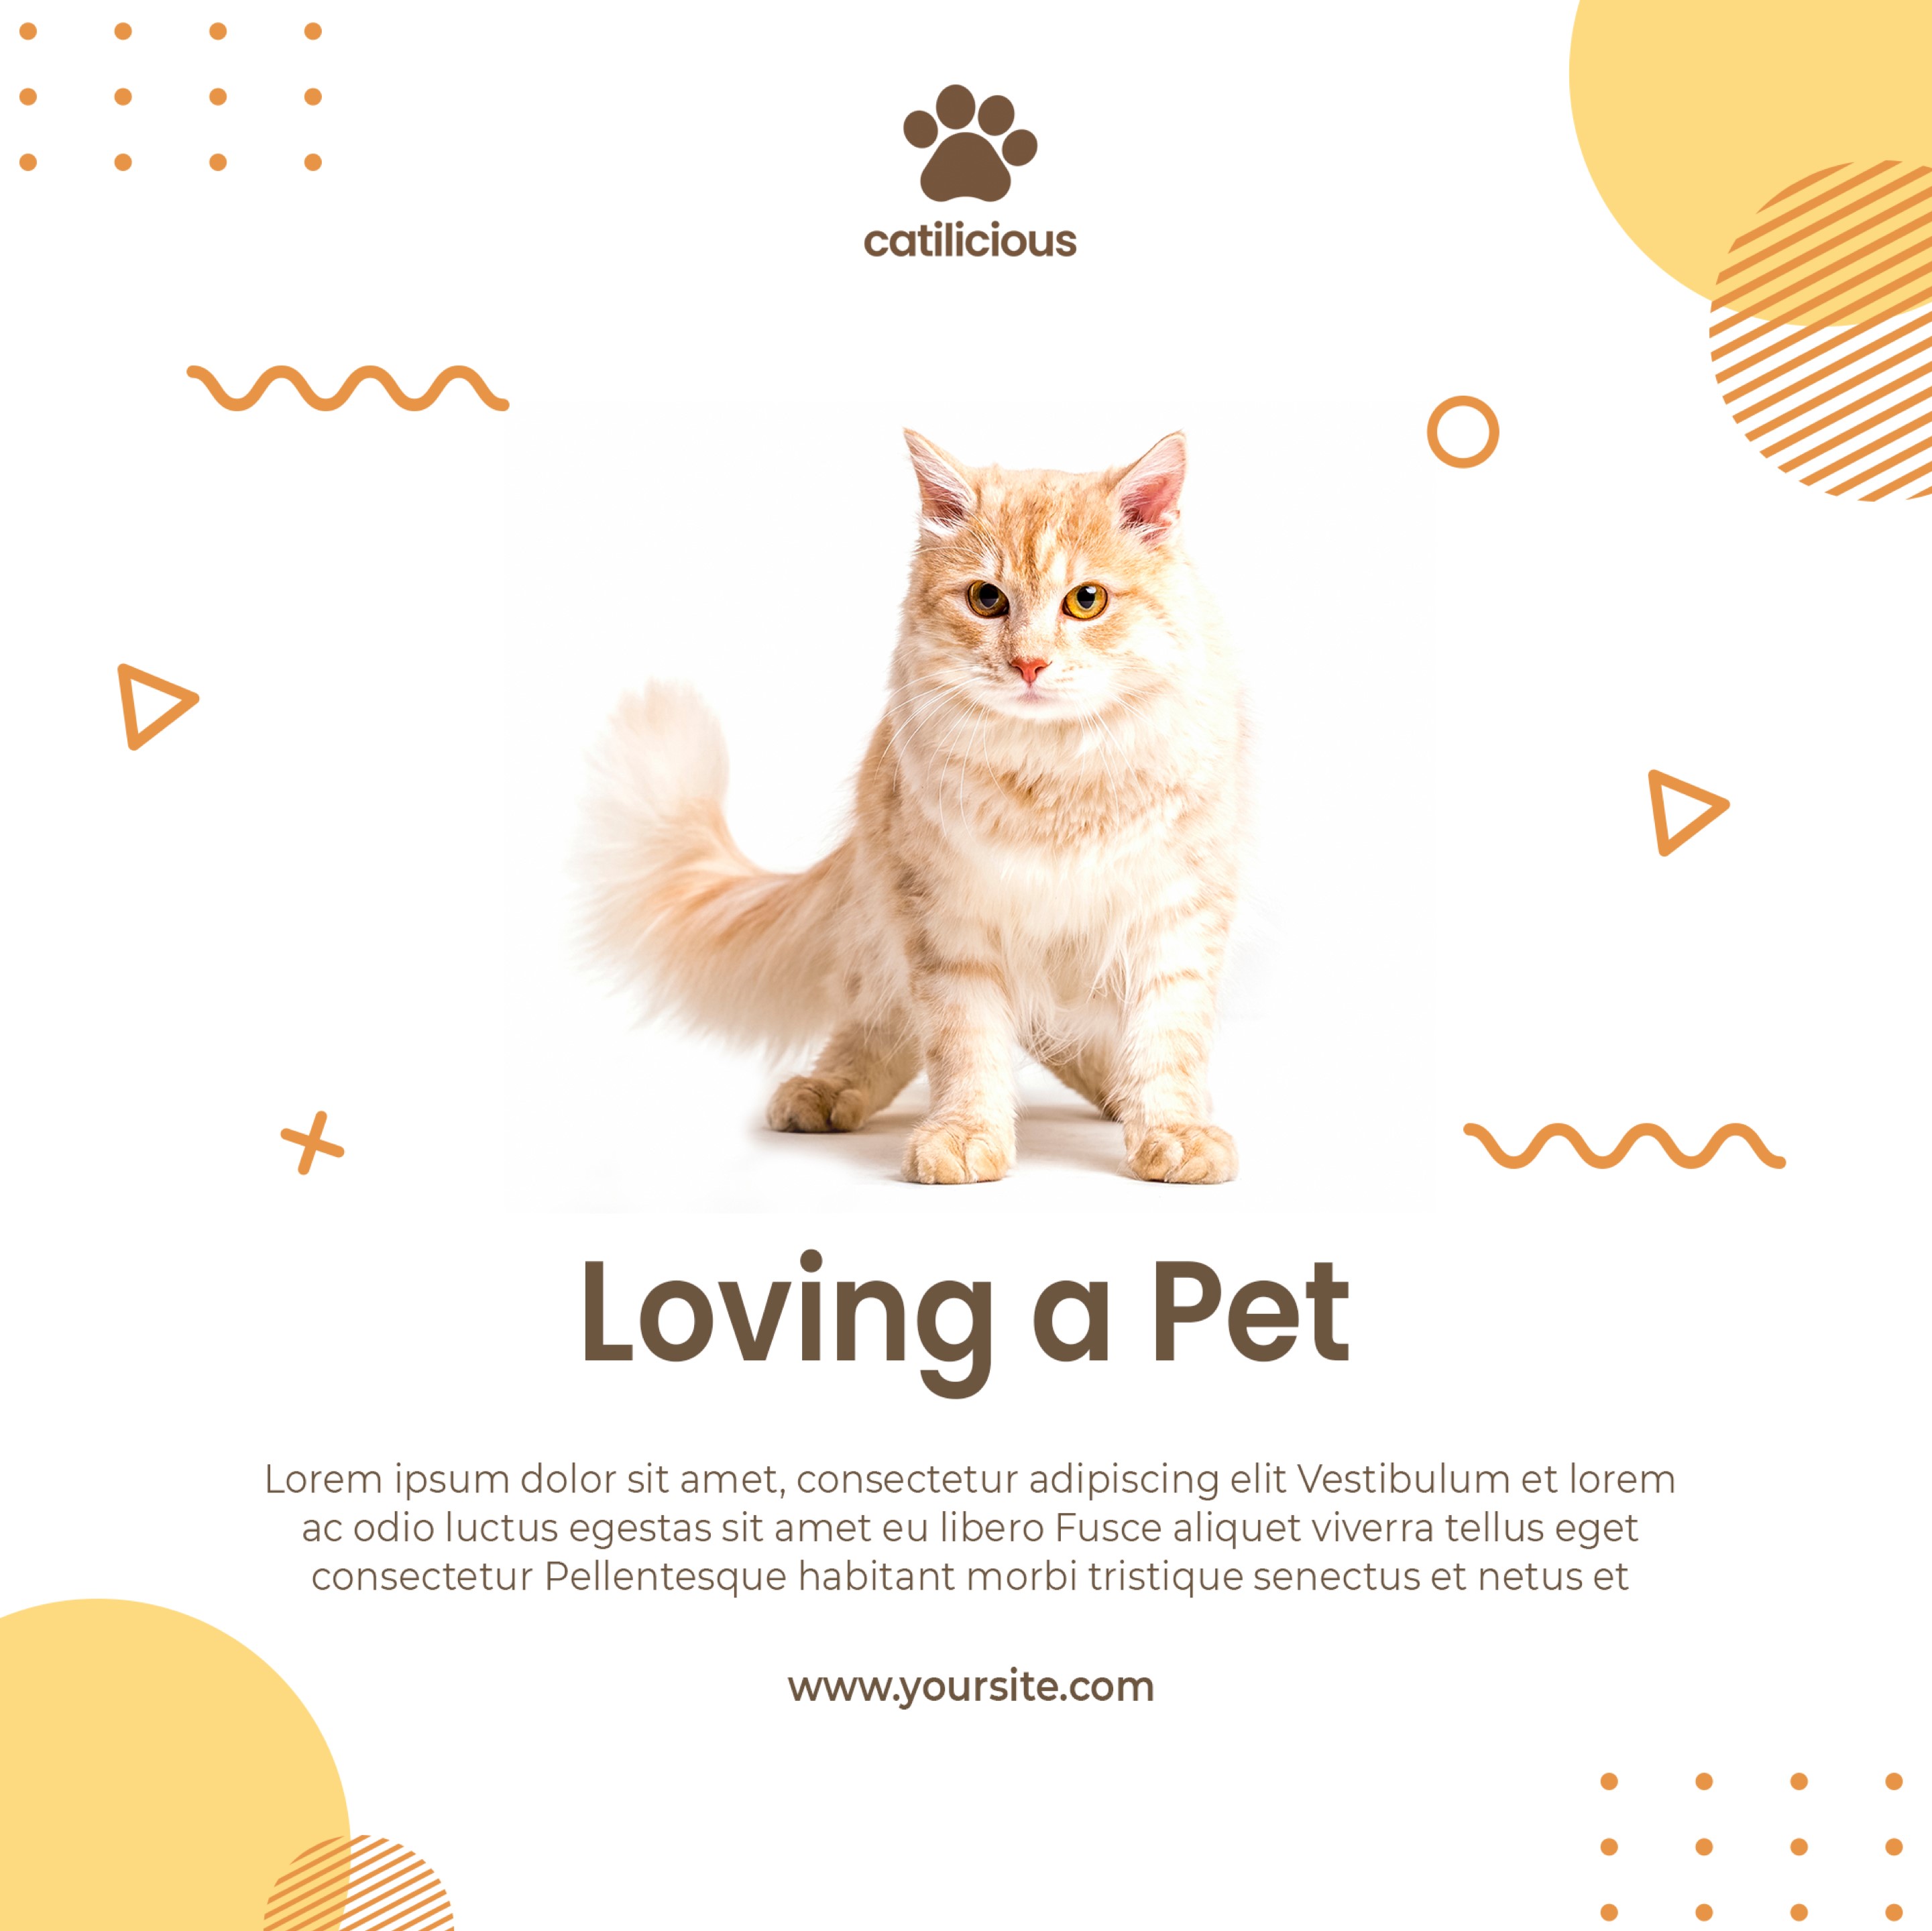 catilicious
Loving a Pet
Lorem ipsum dolor sit amet, consectetur adipiscing elit Vestibulum et lorem
ac odio luctus egestas sit amet eu libero Fusce aliquet viverra tellus eget
consectetur Pellentesque habitant morbi tristique senectus et netus et
www.yoursite.com